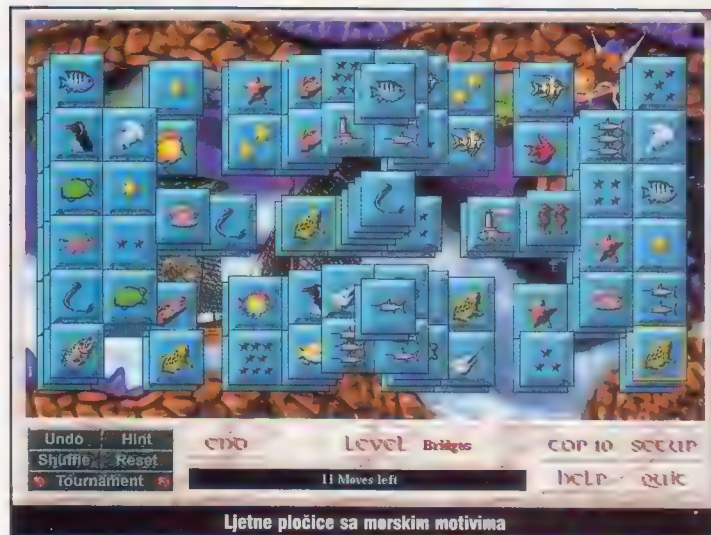 Undo Hint
Shuffle Reset
Tournament
END LEVEL Bridges TOP 10 SETUP
11 Moves left
HELP QUIT
Ljetne pločice sa morskim motivima